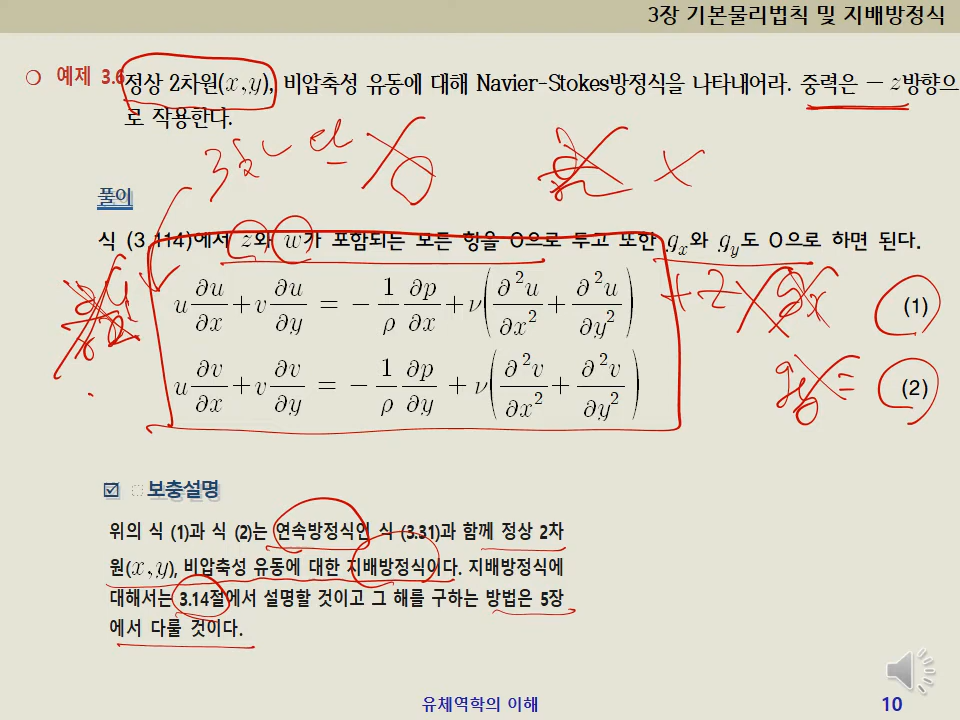 3장 기본물리법칙 및 지배방정식
○ 예제 3.6 정상 2차원(x,y), 비압축성 유동에 대해 Navier-Stokes방정식을 나타내어라. 중력은 −z방향으
로 작용한다.
풀이
식 (3.114)에서 z와 w가 포함되는 모든 항을 0으로 두고 또한 g_x와 g_y도 0으로 하면 된다.
u ∂u/∂x + v ∂u/∂y = − 1/ρ ∂p/∂x + ν(∂²u/∂x² + ∂²u/∂y²) (1)
u ∂v/∂x + v ∂v/∂y = − 1/ρ ∂p/∂y + ν(∂²v/∂x² + ∂²v/∂y²) (2)
☑ 보충설명
위의 식 (1)과 식 (2)는 연속방정식인 식 (3.31)과 함께 정상 2차
원(x,y), 비압축성 유동에 대한 지배방정식이다. 지배방정식에
대해서는 3.14절에서 설명할 것이고 그 해를 구하는 방법은 5장
에서 다룰 것이다.
유체역학의 이해
10